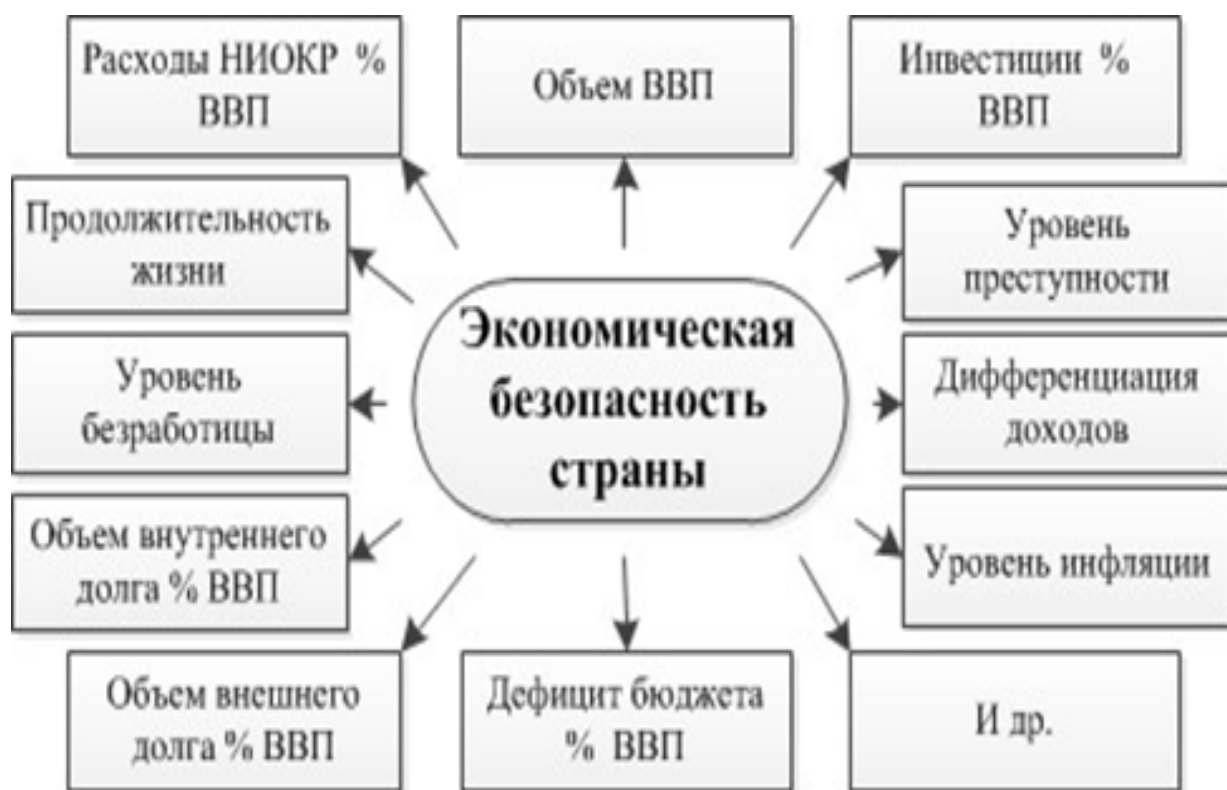 Расходы НИОКР %
ВВП
Объем ВВП
Инвестиции %
ВВП
Продолжительность
жизни
Уровень
преступности
Экономическая
безопасность
страны
Уровень
безработицы
Дифференциация
доходов
Объем внутреннего
долга % ВВП
Уровень инфляции
Объем внешнего
долга % ВВП
Дефицит бюджета
% ВВП
И др.